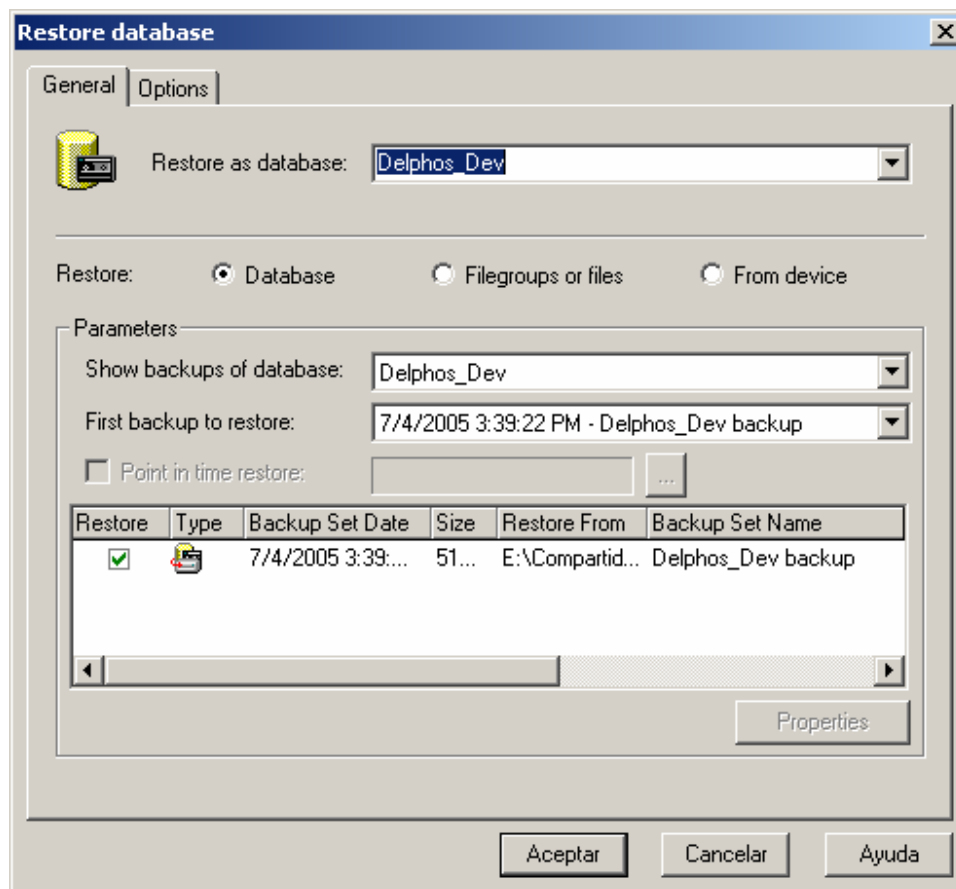 Restore database
General Options
Restore as database: Delphos_Dev
Restore: Database Filegroups or files From device
Parameters
Show backups of database: Delphos_Dev
First backup to restore: 7/4/2005 3:39:22 PM - Delphos_Dev backup
Point in time restore: ...
Restore Type Backup Set Date Size Restore From Backup Set Name
7/4/2005 3:39:... 51... E:\Compartid... Delphos_Dev backup
Properties
Aceptar Cancelar Ayuda